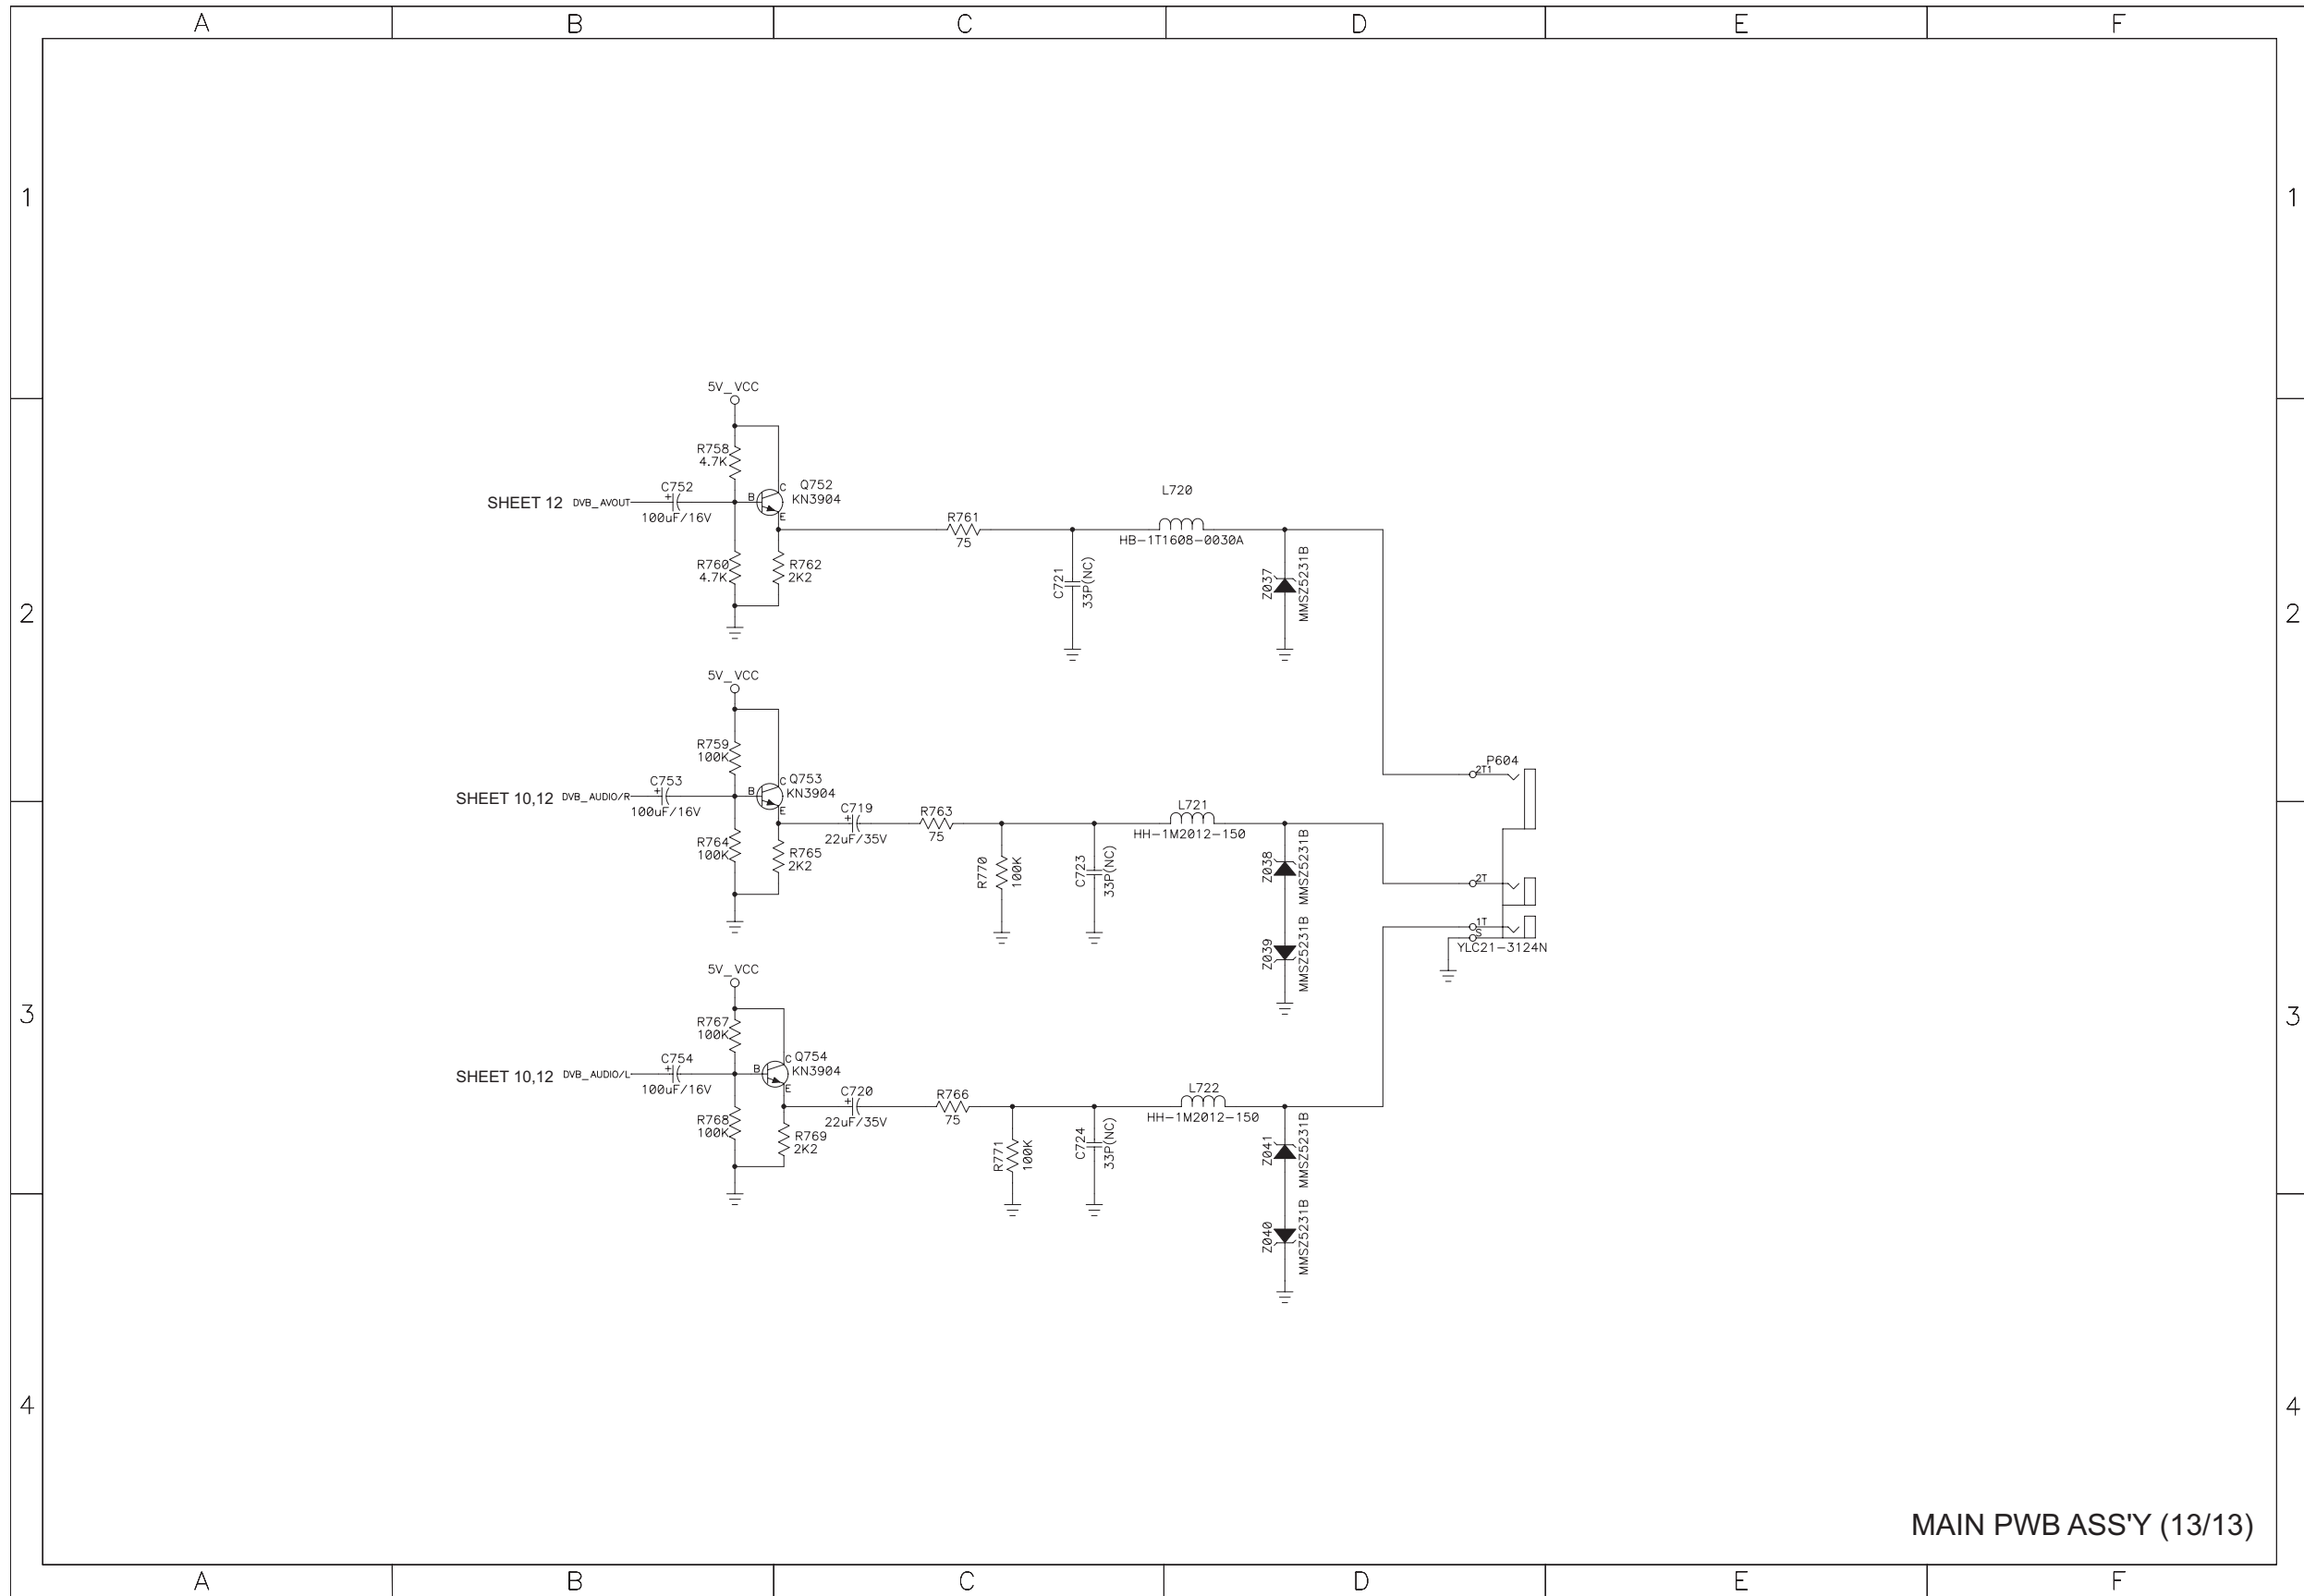 A B C D E F
1 1
5V_VCC
R758
4.7K
SHEET 12 DVB_AVOUT
C752
+
100uF/16V
B C E
Q752
KN3904
R760
4.7K
R762
2K2
R761
75
C721
33P(NC)
L720
HB-1T1608-0030A
Z037
MMSZ5231B
2 2
5V_VCC
R759
100K
SHEET 10,12 DVB_AUDIO/R
C753
+
100uF/16V
B C E
Q753
KN3904
R764
100K
R765
2K2
C719
+
22uF/35V
R763
75
R770
100K
C723
33P(NC)
L721
HH-1M2012-150
Z038
MMSZ5231B
Z039
MMSZ5231B
P604
2T1
2T
1T
S
YLC21-3124N
3 3
5V_VCC
R767
100K
SHEET 10,12 DVB_AUDIO/L
C754
+
100uF/16V
B C E
Q754
KN3904
R768
100K
R769
2K2
C720
+
22uF/35V
R766
75
R771
100K
C724
33P(NC)
L722
HH-1M2012-150
Z041
MMSZ5231B
Z040
MMSZ5231B
4 4
MAIN PWB ASS'Y (13/13)
A B C D E F